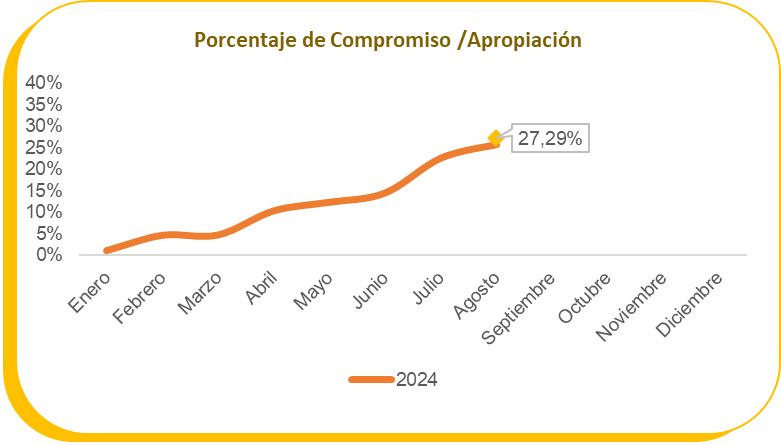 Porcentaje de Compromiso /Apropiación
40%
35%
30%
25%
20%
15%
10%
5%
0%
27,29%
Enero
Febrero
Marzo
Abril
Mayo
Junio
Julio
Agosto
Septiembre
Octubre
Noviembre
Diciembre
2024